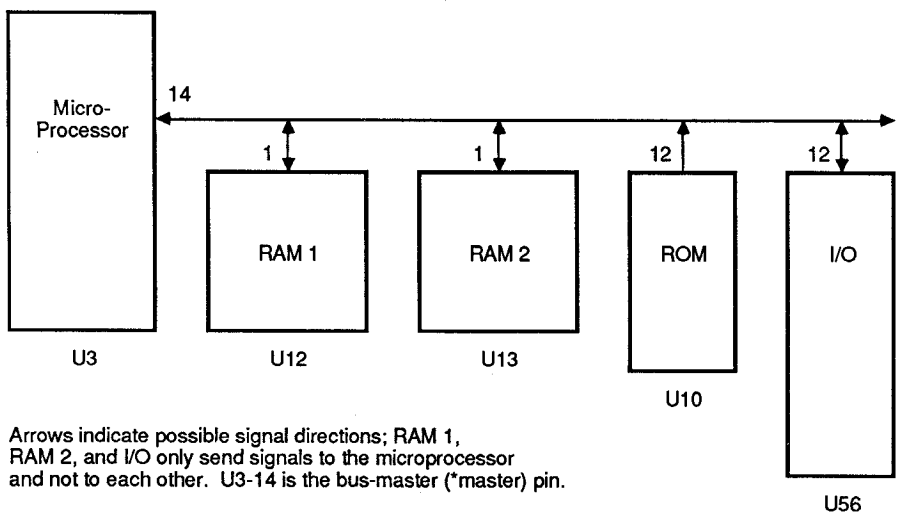 14
Micro-
Processor
1
1
12
12
RAM 1
RAM 2
ROM
I/O
U3
U12
U13
U10
U56
Arrows indicate possible signal directions; RAM 1,
RAM 2, and I/O only send signals to the microprocessor
and not to each other. U3-14 is the bus-master (*master) pin.